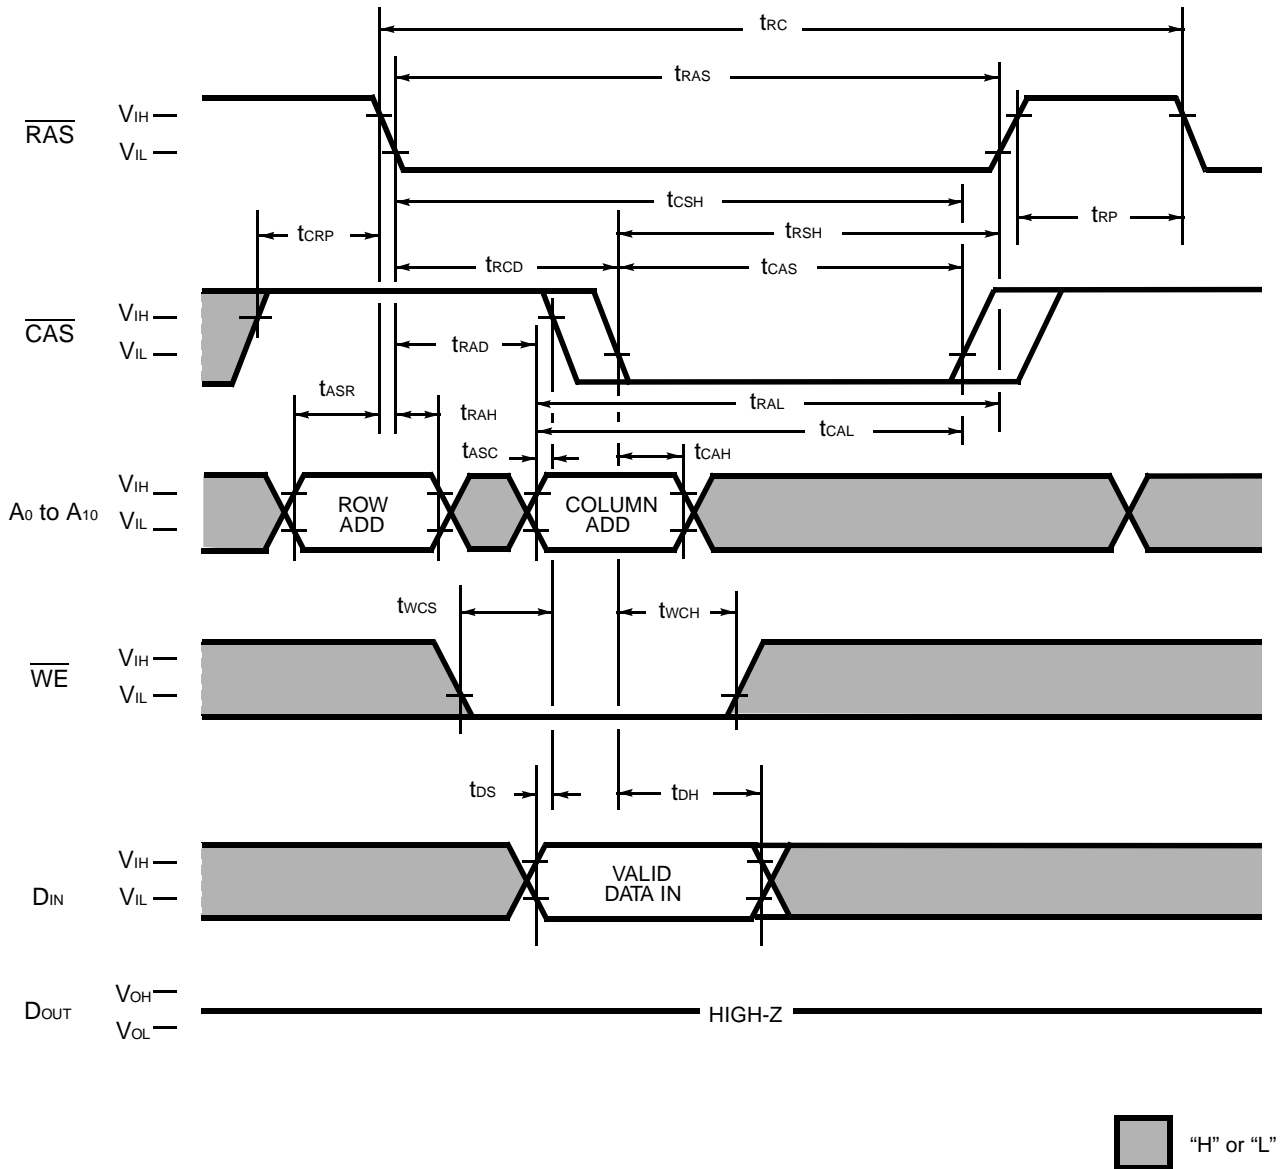 tRC
tRAS
RAS
VIH
VIL
tCSH
tRP
tCRP
tRSH
tRCD
tCAS
CAS
VIH
VIL
tRAD
tASR
tRAH
tRAL
tCAL
tASC
tCAH
A0 to A10
VIH
VIL
ROW
ADD
COLUMN
ADD
tWCS
tWCH
WE
VIH
VIL
tDS
tDH
DIN
VIH
VIL
VALID
DATA IN
DOUT
VOH
VOL
HIGH-Z
“H” or “L”